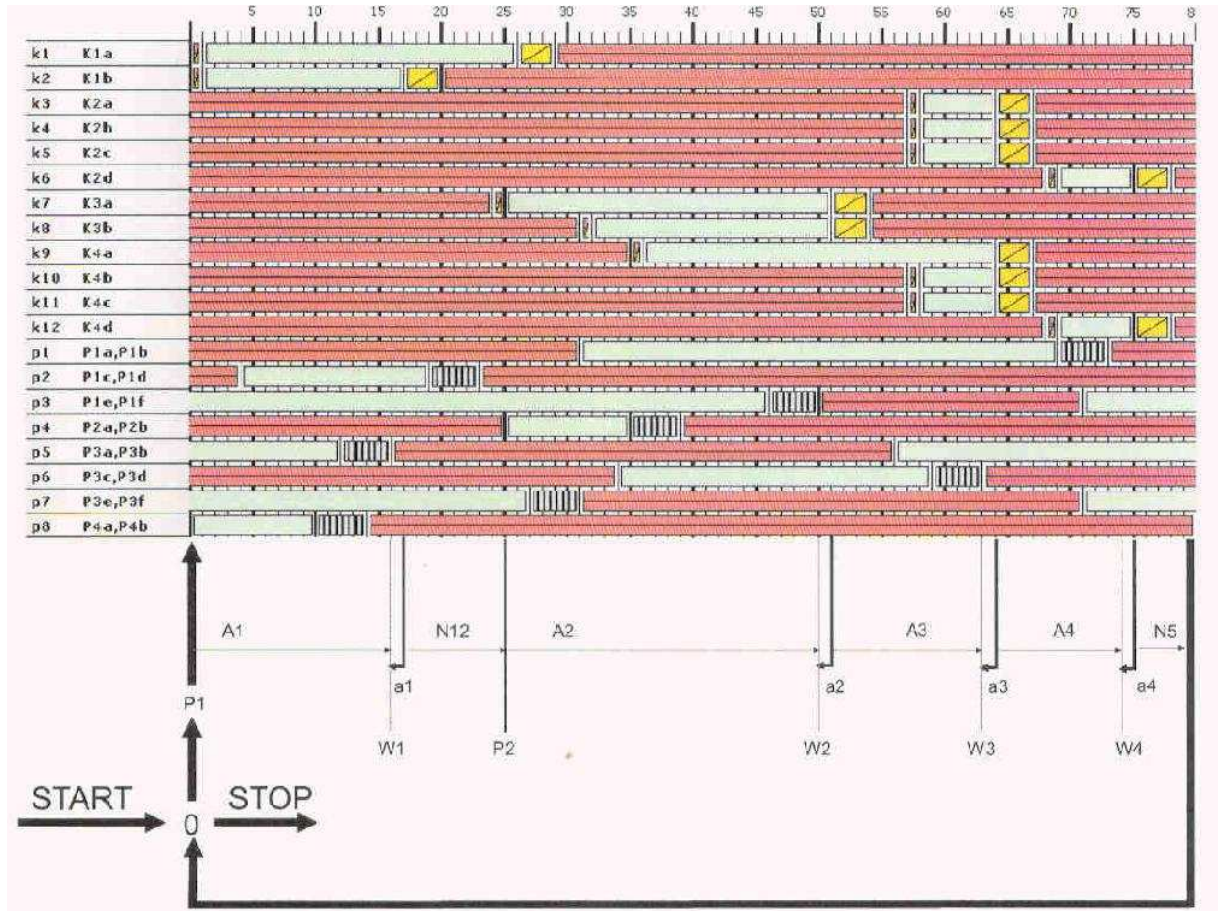 5 10 15 20 25 30 35 40 45 50 55 60 65 70 75 8
k1 K1a
k2 K1b
k3 K2a
k4 K2b
k5 K2c
k6 K2d
k7 K3a
k8 K3b
k9 K4a
k10 K4b
k11 K4c
k12 K4d
p1 P1a,P1b
p2 P1c,P1d
p3 P1e,P1f
p4 P2a,P2b
p5 P3a,P3b
p6 P3c,P3d
p7 P3e,P3f
p8 P4a,P4b
A1 N12 A2 A3 A4 N5
a1 a2 a3 a4
P1
W1 P2 W2 W3 W4
START 0 STOP